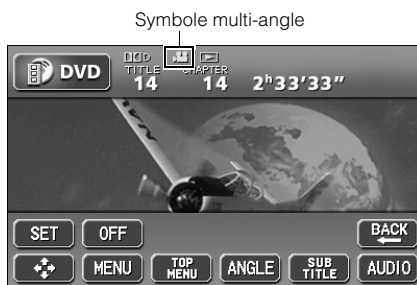 Symbole multi-angle
DVD
TITLE CHAPTER
14 14 2h33'33"
SET OFF BACK
MENU TOP MENU ANGLE SUB TITLE AUDIO